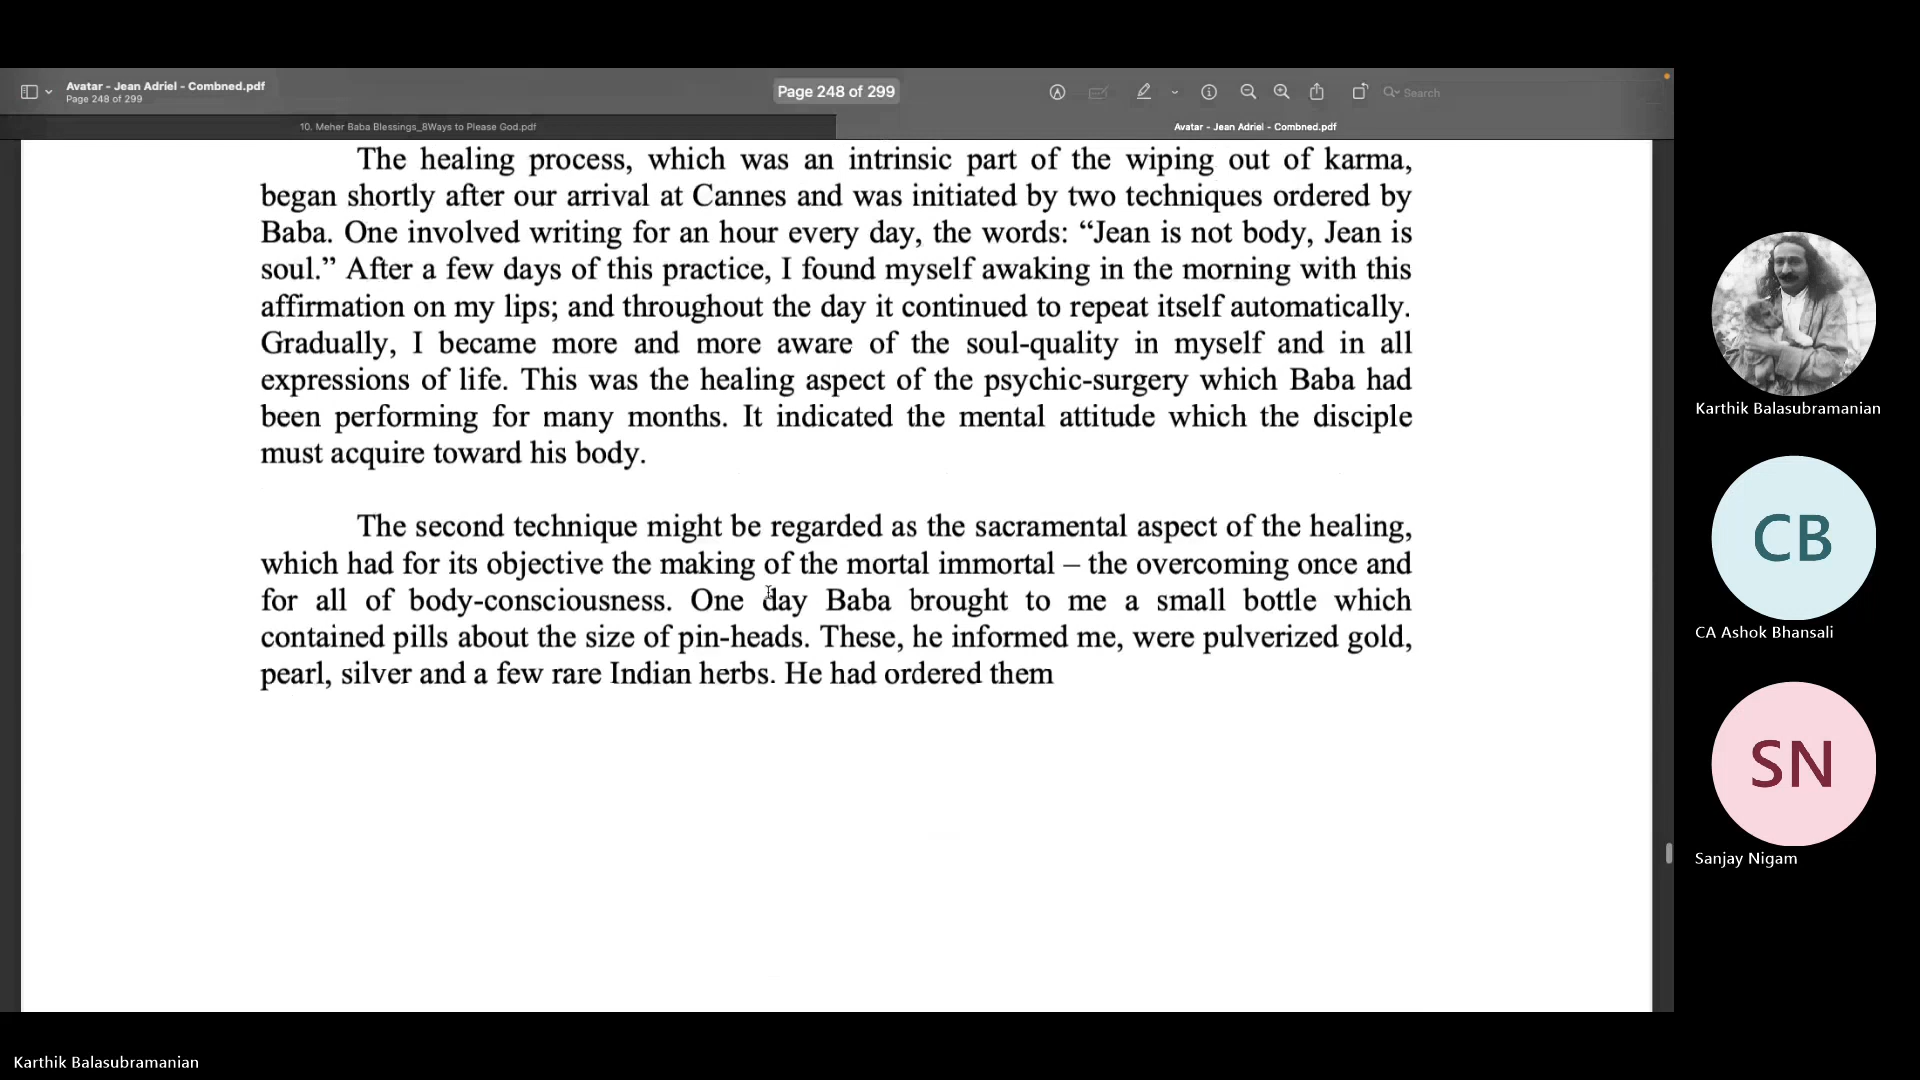 Avatar - Jean Adriel - Combned.pdf
Page 248 of 299
Page 248 of 299
Search
10. Meher Baba Blessings_8Ways to Please God.pdf
Avatar - Jean Adriel - Combned.pdf
The healing process, which was an intrinsic part of the wiping out of karma,
began shortly after our arrival at Cannes and was initiated by two techniques ordered by
Baba. One involved writing for an hour every day, the words: “Jean is not body, Jean is
soul.” After a few days of this practice, I found myself awaking in the morning with this
affirmation on my lips; and throughout the day it continued to repeat itself automatically.
Gradually, I became more and more aware of the soul-quality in myself and in all
expressions of life. This was the healing aspect of the psychic-surgery which Baba had
been performing for many months. It indicated the mental attitude which the disciple
must acquire toward his body.
The second technique might be regarded as the sacramental aspect of the healing,
which had for its objective the making of the mortal immortal – the overcoming once and
for all of body-consciousness. One day Baba brought to me a small bottle which
contained pills about the size of pin-heads. These, he informed me, were pulverized gold,
pearl, silver and a few rare Indian herbs. He had ordered them
Karthik Balasubramanian
CB
CA Ashok Bhansali
SN
Sanjay Nigam
Karthik Balasubramanian